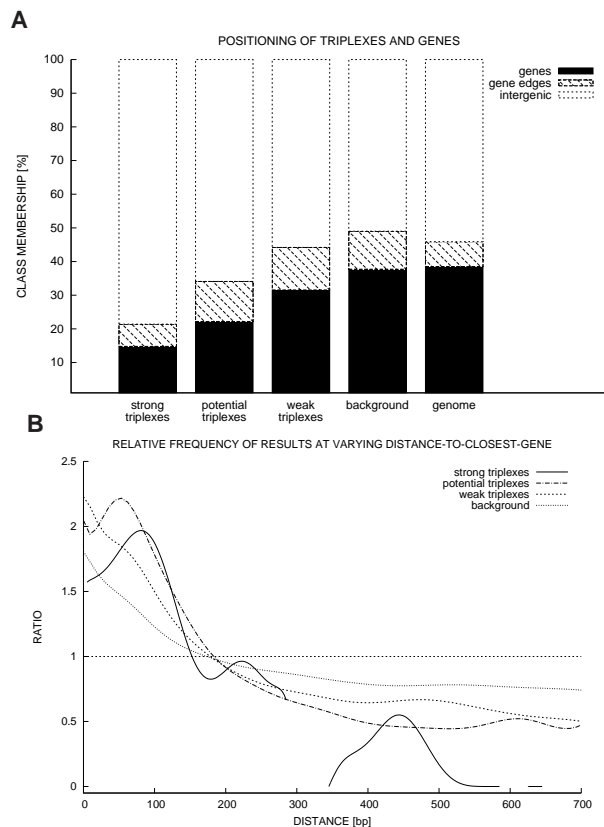 A
POSITIONING OF TRIPLEXES AND GENES
genes
gene edges
intergenic
CLASS MEMBERSHIP [%]
100
90
80
70
60
50
40
30
20
10
strong triplexes
potential triplexes
weak triplexes
background
genome
B
RELATIVE FREQUENCY OF RESULTS AT VARYING DISTANCE-TO-CLOSEST-GENE
strong triplexes
potential triplexes
weak triplexes
background
RATIO
2.5
2
1.5
1
0.5
0
0 100 200 300 400 500 600 700
DISTANCE [bp]